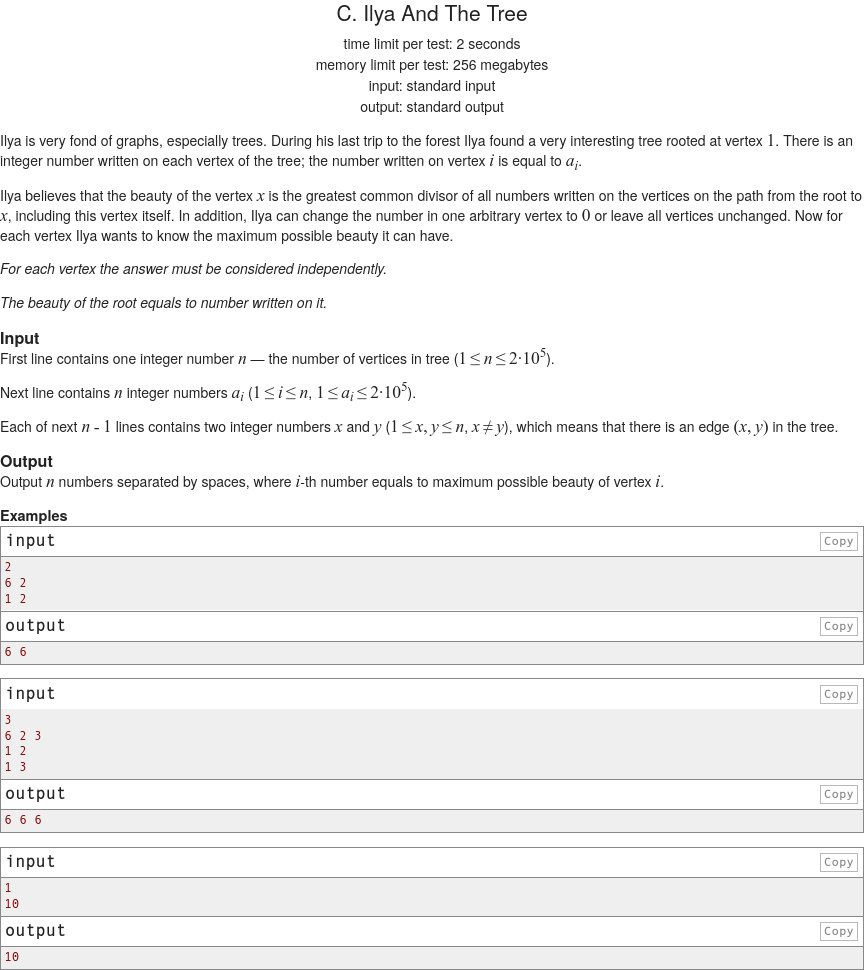 C. Ilya And The Tree
time limit per test: 2 seconds
memory limit per test: 256 megabytes
input: standard input
output: standard output
Ilya is very fond of graphs, especially trees. During his last trip to the forest Ilya found a very interesting tree rooted at vertex 1. There is an
integer number written on each vertex of the tree; the number written on vertex i is equal to a_i.
Ilya believes that the beauty of the vertex x is the greatest common divisor of all numbers written on the vertices on the path from the root to
x, including this vertex itself. In addition, Ilya can change the number in one arbitrary vertex to 0 or leave all vertices unchanged. Now for
each vertex Ilya wants to know the maximum possible beauty it can have.
For each vertex the answer must be considered independently.
The beauty of the root equals to number written on it.
Input
First line contains one integer number n — the number of vertices in tree (1 ≤ n ≤ 2·10^5).
Next line contains n integer numbers a_i (1 ≤ i ≤ n, 1 ≤ a_i ≤ 2·10^5).
Each of next n - 1 lines contains two integer numbers x and y (1 ≤ x, y ≤ n, x ≠ y), which means that there is an edge (x, y) in the tree.
Output
Output n numbers separated by spaces, where i-th number equals to maximum possible beauty of vertex i.
Examples
input Copy
2
6 2
1 2
output Copy
6 6
input Copy
3
6 2 3
1 2
1 3
output Copy
6 6 6
input Copy
1
10
output Copy
10